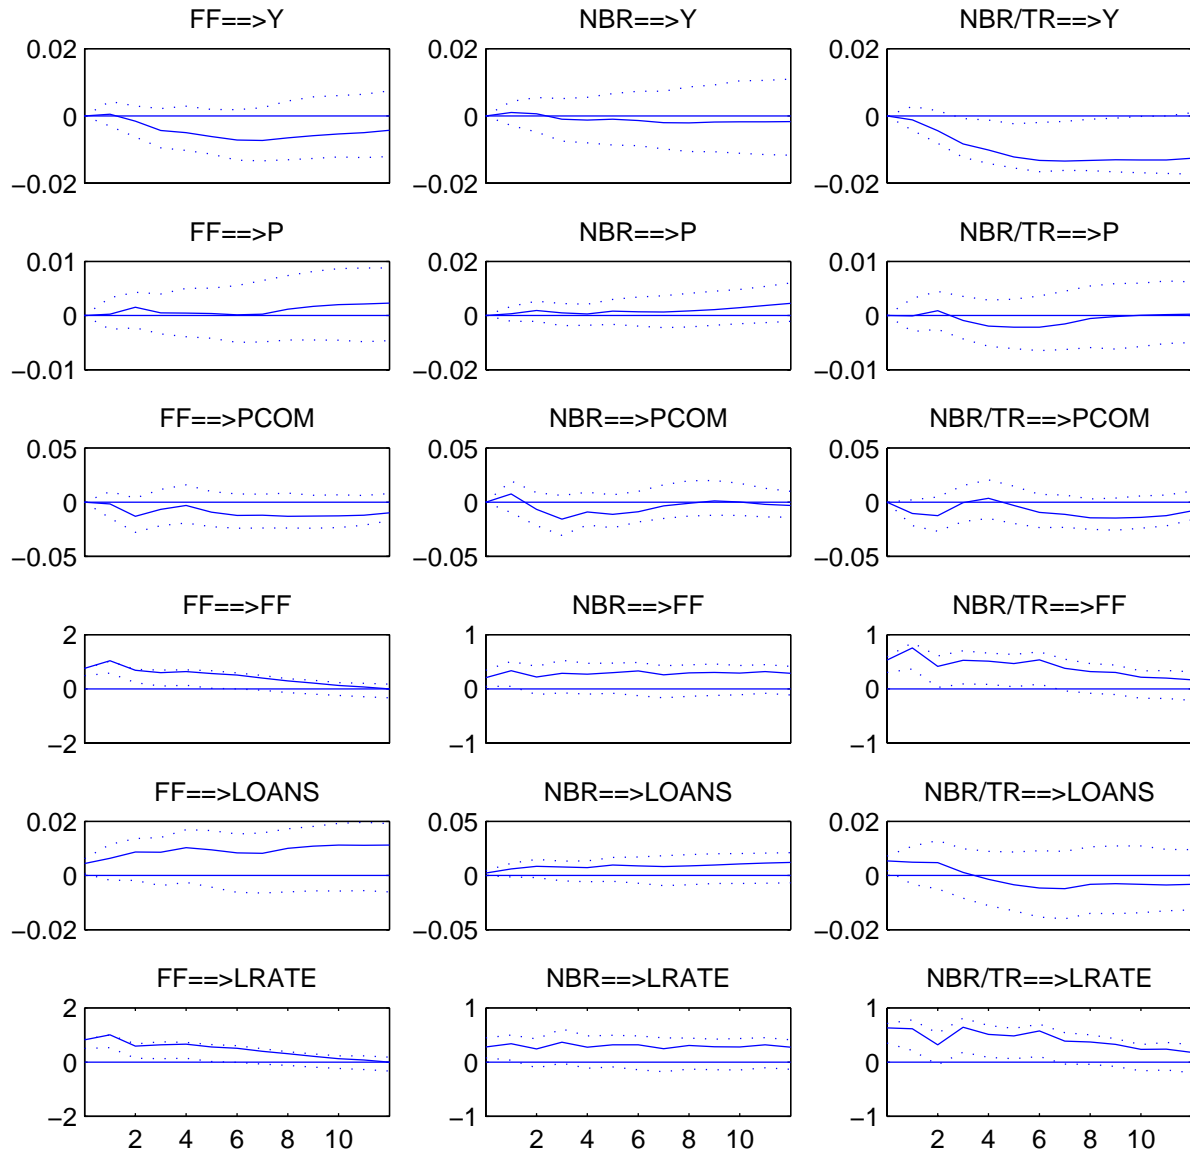 FF==>Y NBR==>Y NBR/TR==>Y
0.02 0.02 0.02
0 0 0
−0.02 −0.02 −0.02
FF==>P NBR==>P NBR/TR==>P
0.01 0.02 0.01
0 0 0
−0.01 −0.02 −0.01
FF==>PCOM NBR==>PCOM NBR/TR==>PCOM
0.05 0.05 0.05
0 0 0
−0.05 −0.05 −0.05
FF==>FF NBR==>FF NBR/TR==>FF
2 1 1
0 0 0
−2 −1 −1
FF==>LOANS NBR==>LOANS NBR/TR==>LOANS
0.02 0.05 0.02
0 0 0
−0.02 −0.05 −0.02
FF==>LRATE NBR==>LRATE NBR/TR==>LRATE
2 1 1
0 0 0
−2 −1 −1
2 4 6 8 10 2 4 6 8 10 2 4 6 8 10